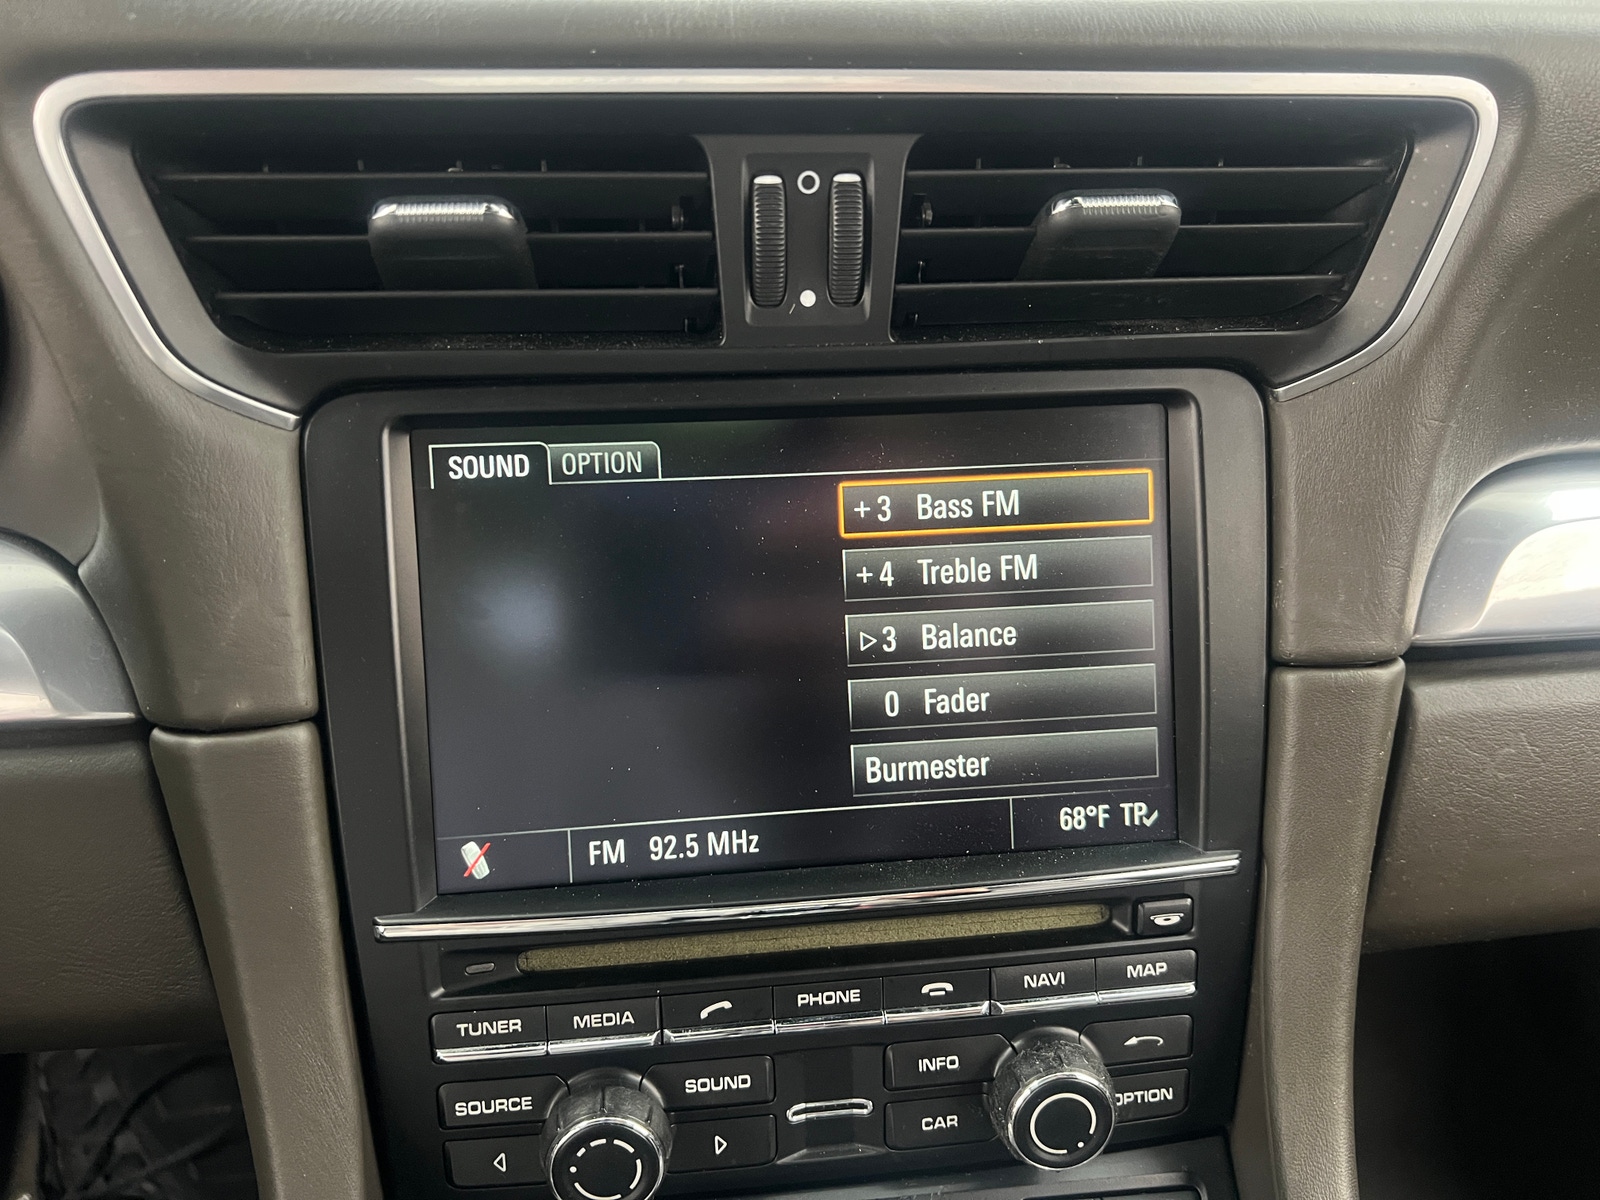 SOUND OPTION
+3 Bass FM
+4 Treble FM
▷3 Balance
0 Fader
Burmester
FM 92.5 MHz 68°F TP✓
TUNER MEDIA PHONE NAVI MAP
SOURCE SOUND INFO OPTION
CAR